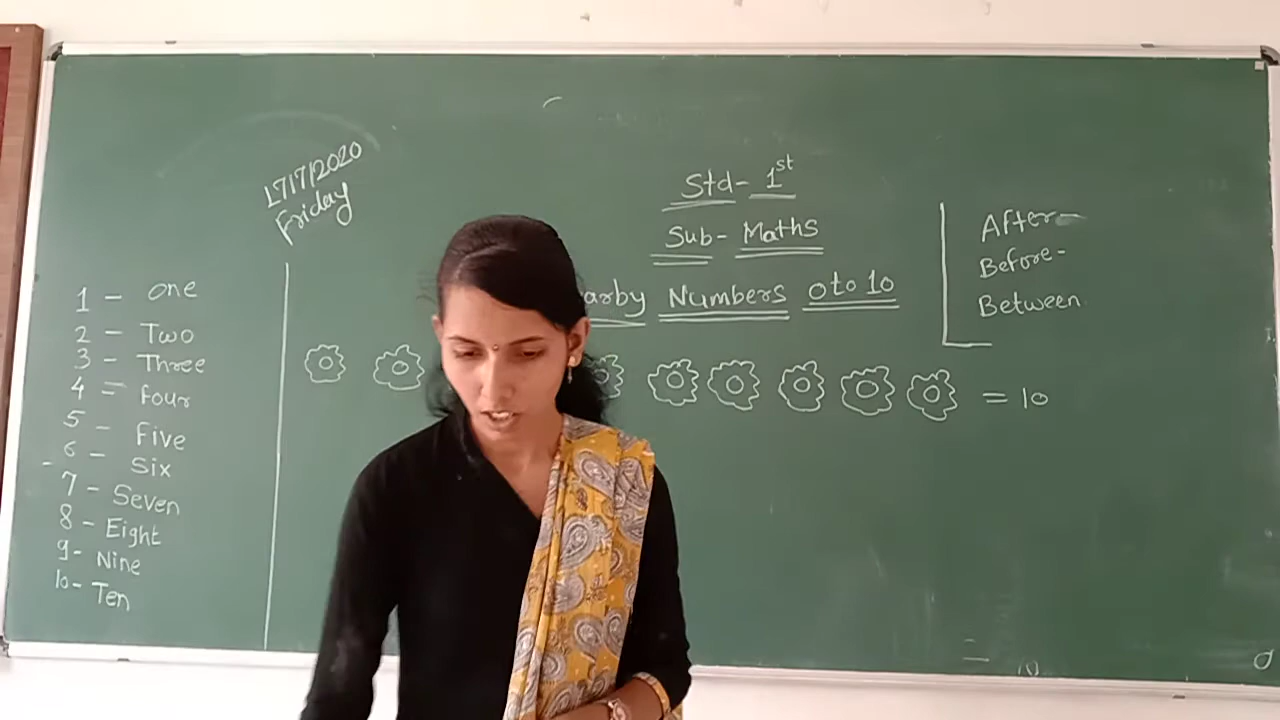 17/7/2020
Friday
Std- 1st
Sub- Maths
Numbers 0 to 10
After-
Before-
Between
1 - one
2 - Two
3 - Three
4 - Four
5 - Five
6 - Six
7 - Seven
8 - Eight
9- Nine
10- Ten
= 10